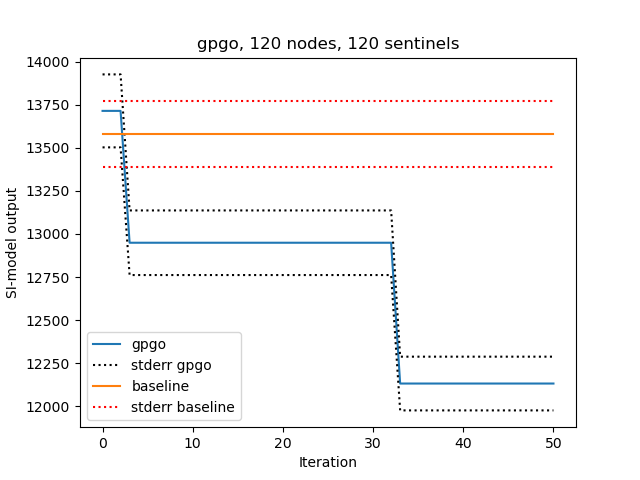 gpgo, 120 nodes, 120 sentinels
SI-model output
14000
13750
13500
13250
13000
12750
12500
12250
12000
gpgo
stderr gpgo
baseline
stderr baseline
0 10 20 30 40 50
Iteration